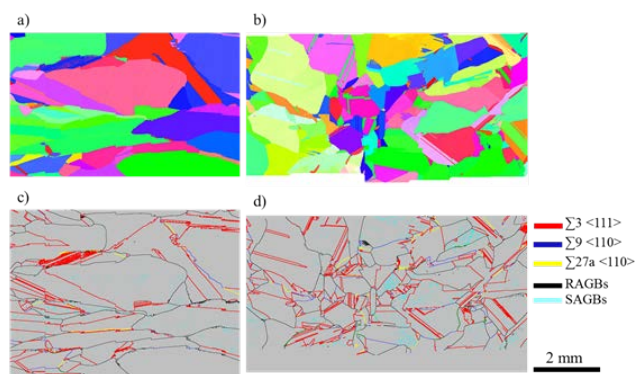 a)
b)
c)
d)
∑3 <111>
∑9 <110>
∑27a <110>
RAGBs
SAGBs
2 mm